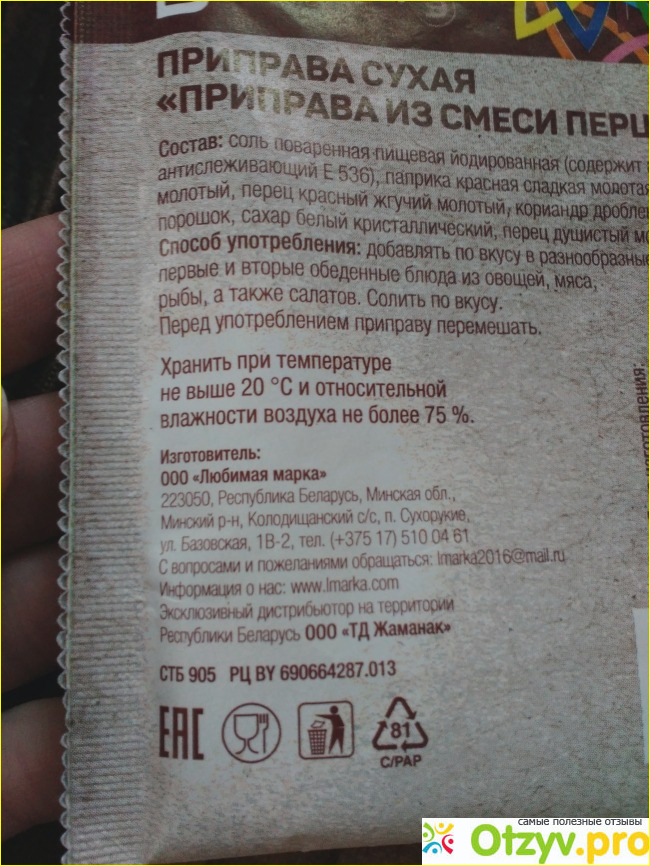 ПРИПРАВА СУХАЯ
«ПРИПРАВА ИЗ СМЕСИ ПЕРЦ
Состав: соль поваренная пищевая йодированная (содержит
антислеживающий Е 536), паприка красная сладкая молотая
молотый, перец красный жгучий молотый, кориандр дробле
порошок, сахар белый кристаллический, перец душистый мо
Способ употребления: добавлять по вкусу в разнообразные
первые и вторые обеденные блюда из овощей, мяса,
рыбы, а также салатов. Солить по вкусу.
Перед употреблением приправу перемешать.
Хранить при температуре
не выше 20 °С и относительной
влажности воздуха не более 75 %.
Изготовитель:
ООО «Любимая марка»
223050, Республика Беларусь, Минская обл.,
Минский р-н, Колодищанский с/с, п. Сухорукие,
ул. Базовская, 1В-2, тел. (+375 17) 510 04 61
С вопросами и пожеланиями обращаться: lmarka2016@mail.ru
Информация о нас: www.lmarka.com
Эксклюзивный дистрибьютор на территории
Республики Беларусь ООО «ТД Жаманак»
СТБ 905 РЦ BY 690664287.013
EAC
81
C/PAP
самые полезные отзывы
Otzyv.pro